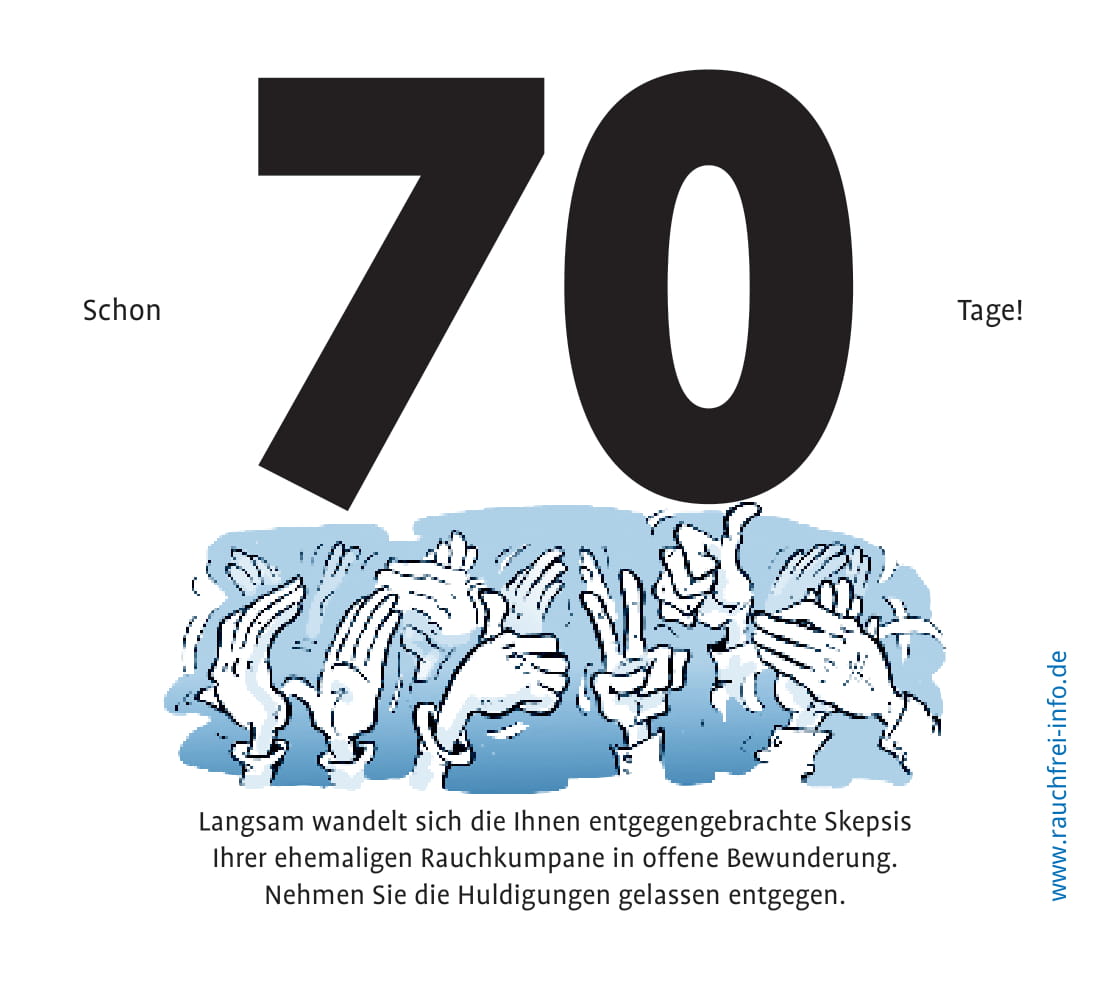 Schon
70
Tage!
Langsam wandelt sich die Ihnen entgegengebrachte Skepsis
Ihrer ehemaligen Rauchkumpane in offene Bewunderung.
Nehmen Sie die Huldigungen gelassen entgegen.
www.rauchfrei-info.de